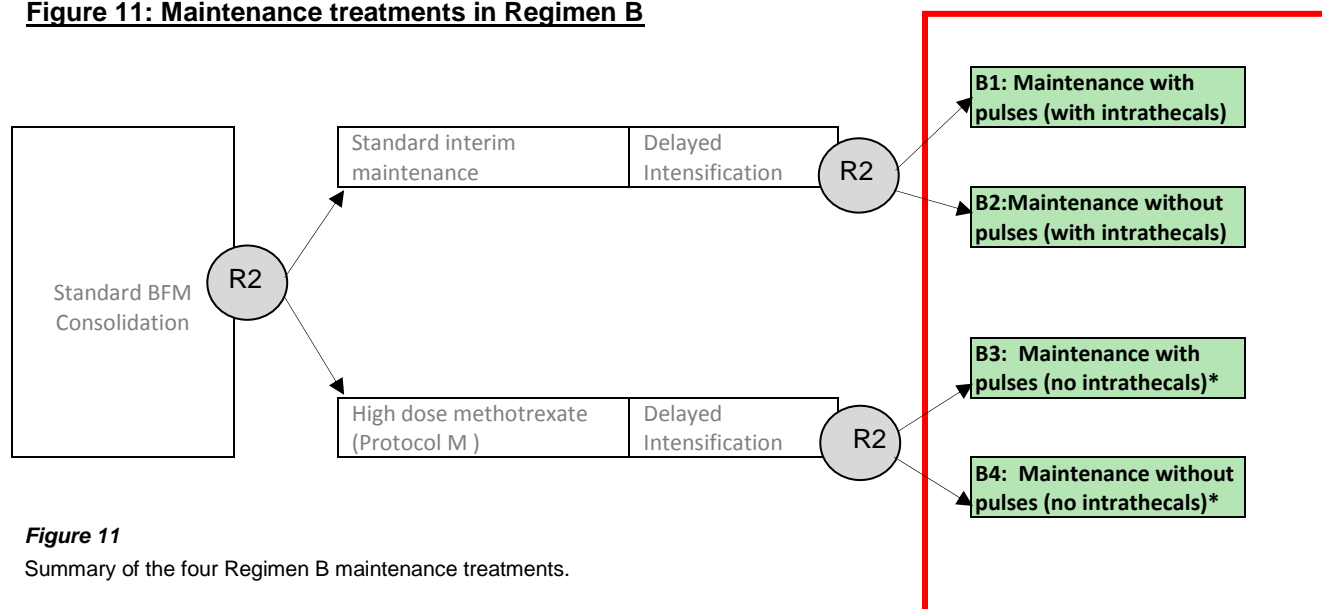 Figure 11: Maintenance treatments in Regimen B
Standard BFM
Consolidation
R2
Standard interim
maintenance
Delayed
Intensification
R2
B1: Maintenance with
pulses (with intrathecals)
B2:Maintenance without
pulses (with intrathecals)
High dose methotrexate
(Protocol M )
Delayed
Intensification
R2
B3:  Maintenance with
pulses (no intrathecals)*
B4:  Maintenance without
pulses (no intrathecals)*
Figure 11
Summary of the four Regimen B maintenance treatments.